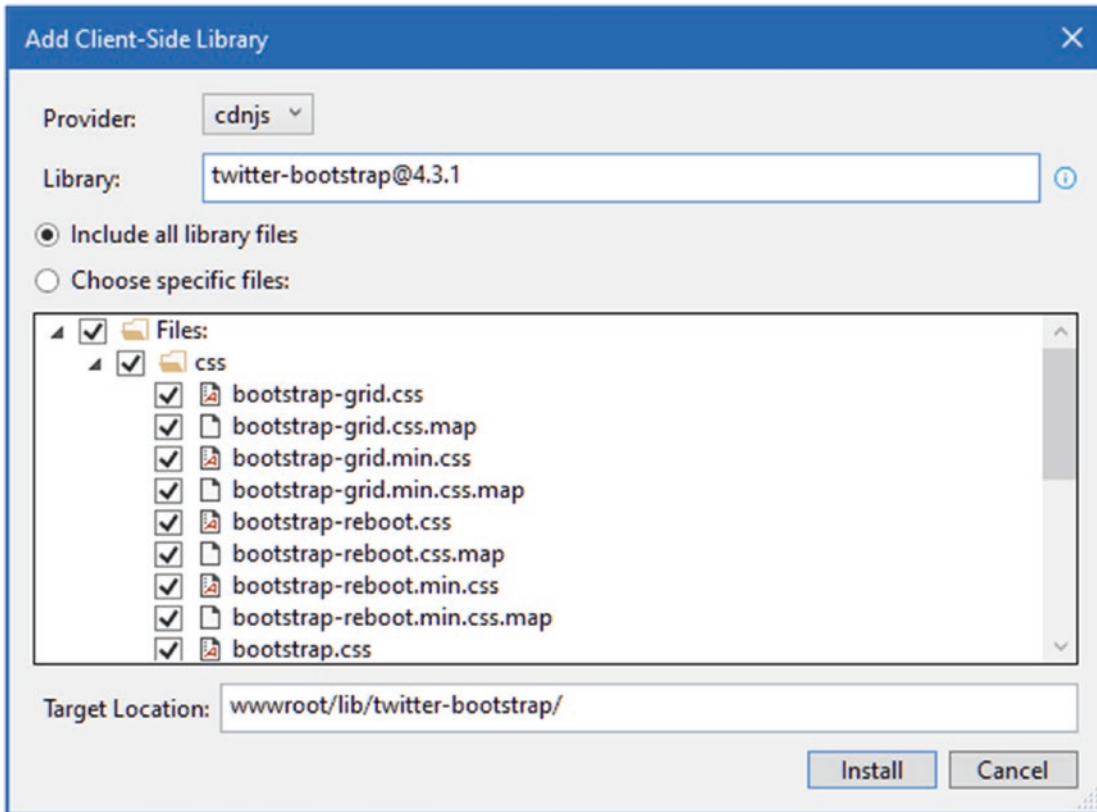 Add Client-Side Library
Provider: cdnjs
Library: twitter-bootstrap@4.3.1
Include all library files
Choose specific files:
Files:
css
bootstrap-grid.css
bootstrap-grid.css.map
bootstrap-grid.min.css
bootstrap-grid.min.css.map
bootstrap-reboot.css
bootstrap-reboot.css.map
bootstrap-reboot.min.css
bootstrap-reboot.min.css.map
bootstrap.css
Target Location: wwwroot/lib/twitter-bootstrap/
Install Cancel